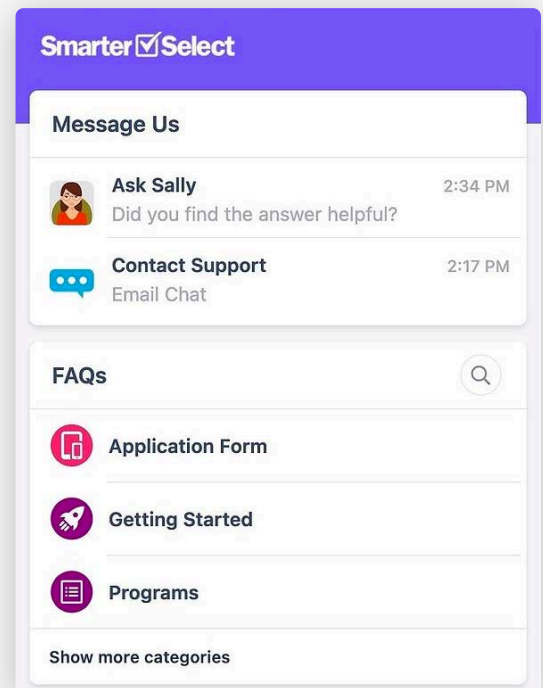 Smarter Select
Message Us
Ask Sally 2:34 PM
Did you find the answer helpful?
Contact Support 2:17 PM
Email Chat
FAQs
Application Form
Getting Started
Programs
Show more categories